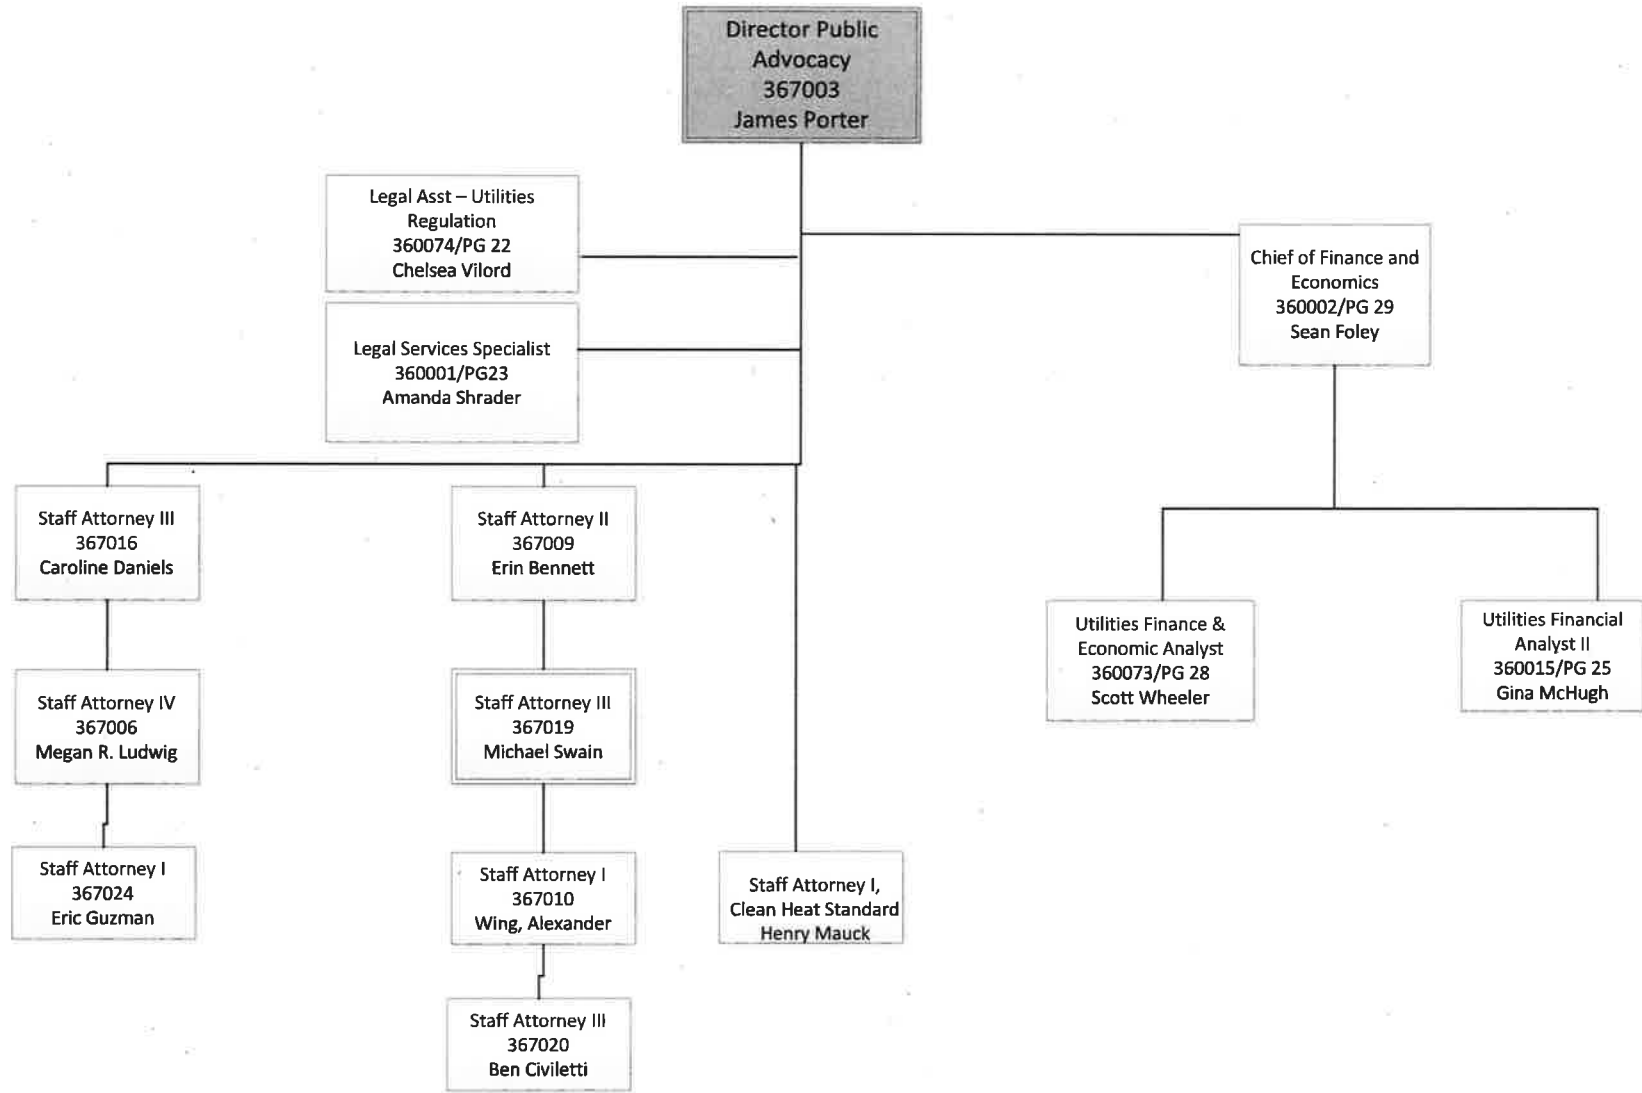 Director Public
Advocacy
367003
James Porter
Legal Asst – Utilities
Regulation
360074/PG 22
Chelsea Vilord
Chief of Finance and
Economics
360002/PG 29
Sean Foley
Legal Services Specialist
360001/PG23
Amanda Shrader
Staff Attorney III
367016
Caroline Daniels
Staff Attorney II
367009
Erin Bennett
Utilities Finance &
Economic Analyst
360073/PG 28
Scott Wheeler
Utilities Financial
Analyst II
360015/PG 25
Gina McHugh
Staff Attorney IV
367006
Megan R. Ludwig
Staff Attorney III
367019
Michael Swain
Staff Attorney I
367024
Eric Guzman
Staff Attorney I
367010
Wing, Alexander
Staff Attorney I,
Clean Heat Standard
Henry Mauck
Staff Attorney III
367020
Ben Civiletti